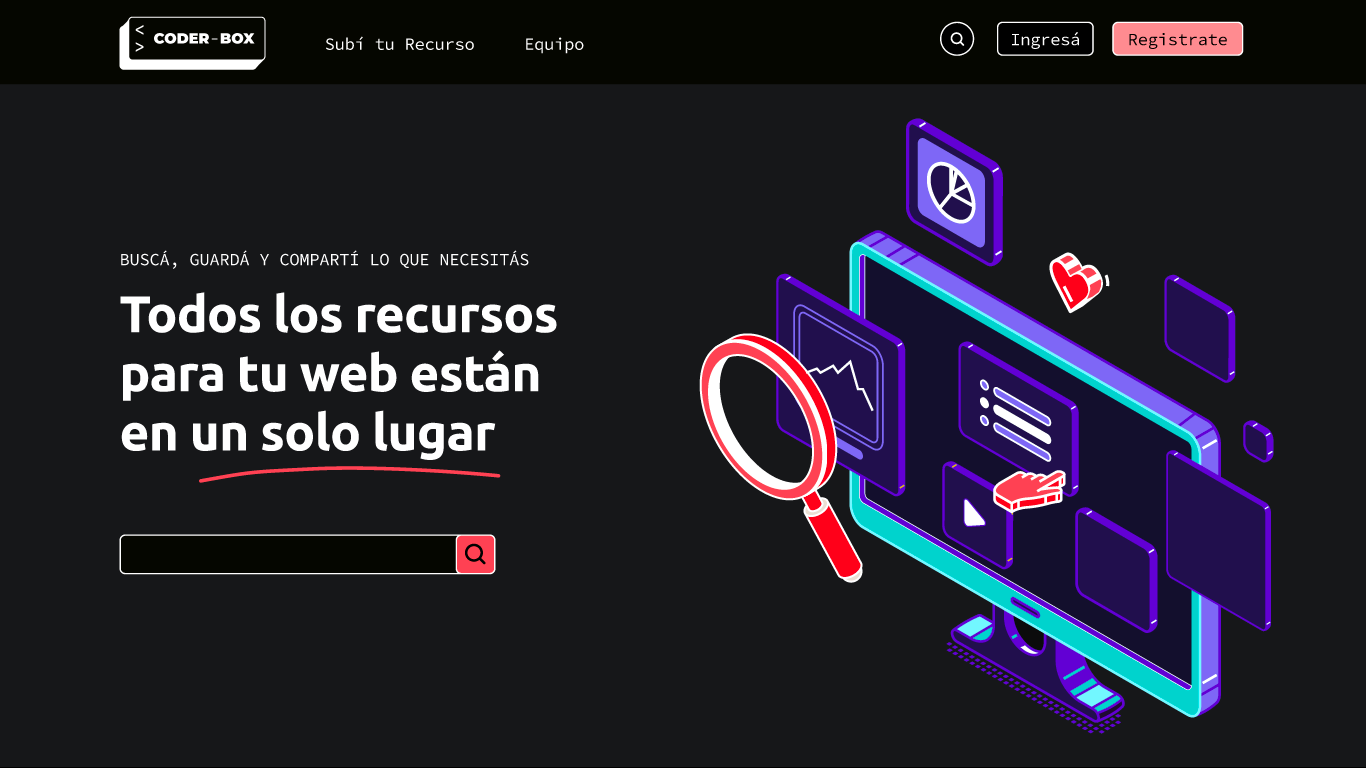 < >
CODER-BOX
Subí tu Recurso
Equipo
Ingresá
Registrate
BUSCÁ, GUARDÁ Y COMPARTÍ LO QUE NECESITÁS
Todos los recursos
para tu web están
en un solo lugar